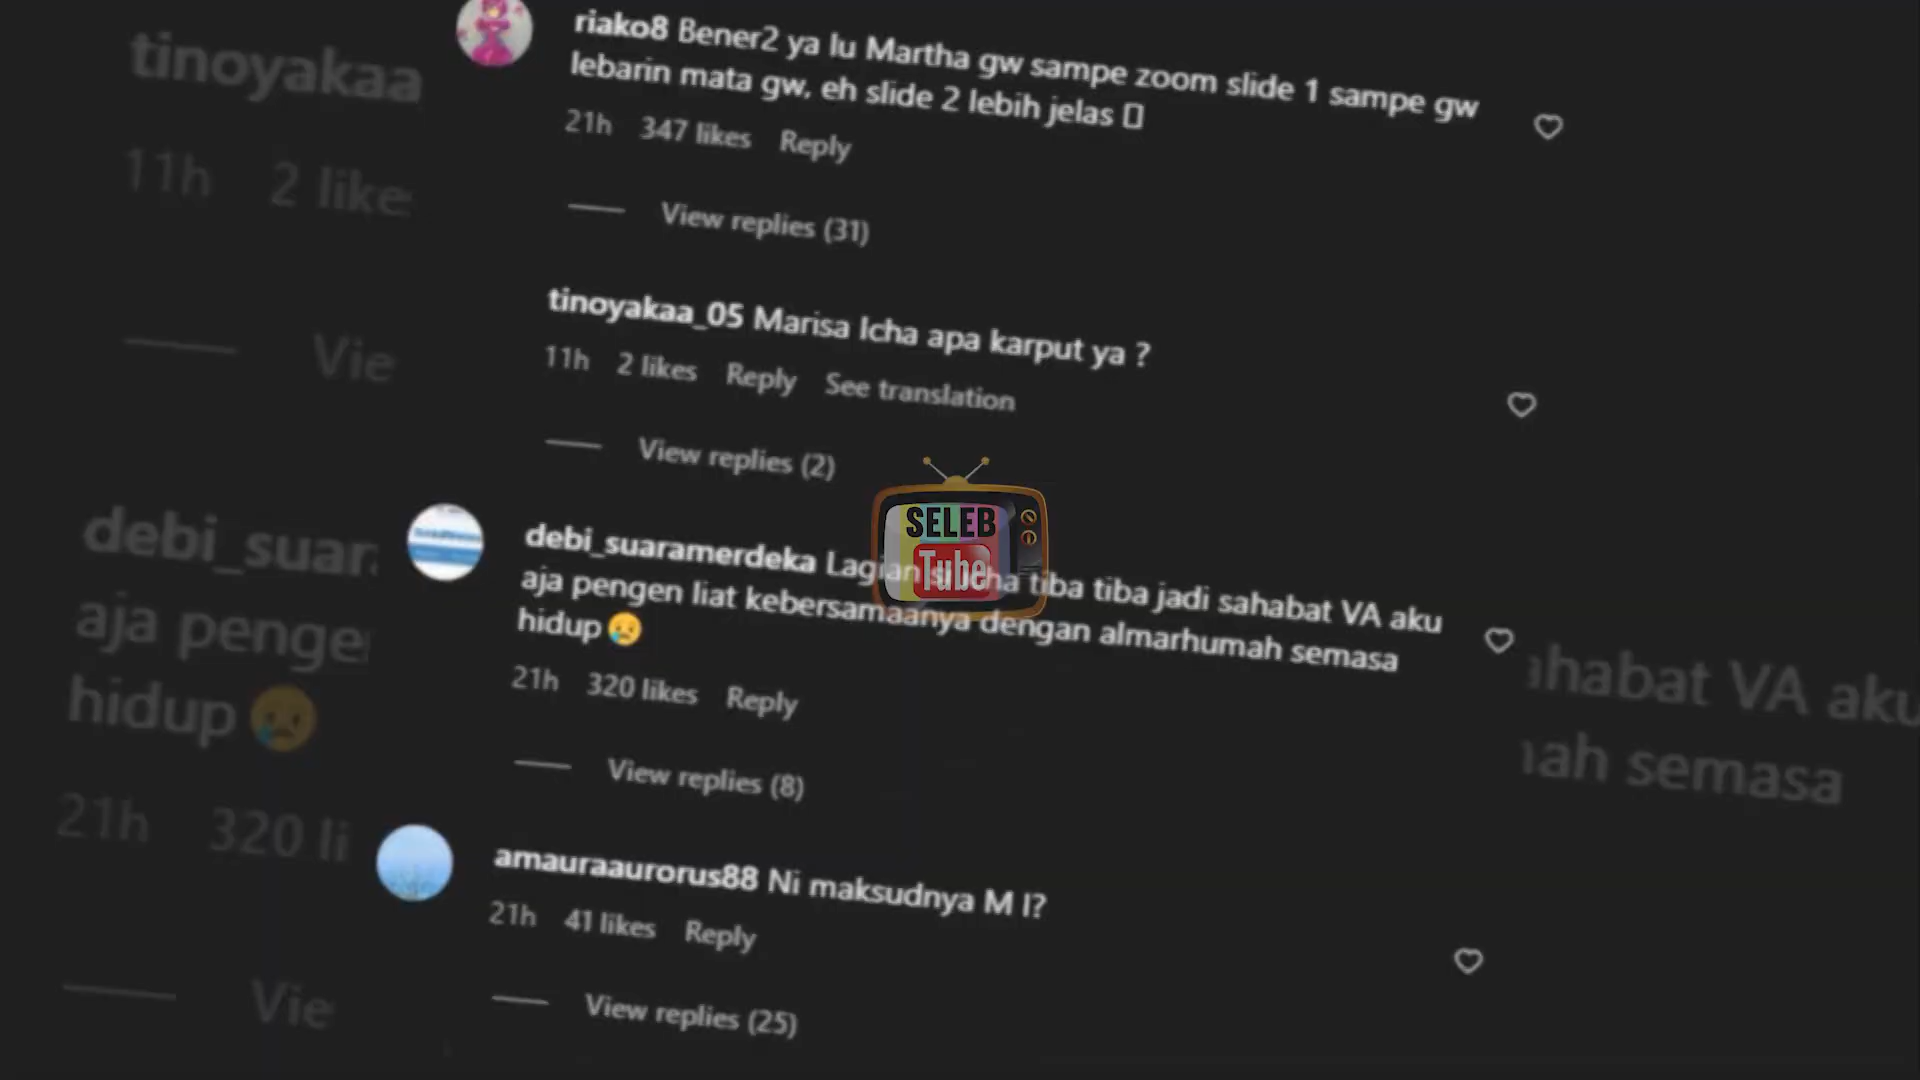 riako8 Bener2 ya lu Martha gw sampe zoom slide 1 sampe gw
lebarin mata gw, eh slide 2 lebih jelas
21h 347 likes Reply
View replies (31)
tinoyakaa_05 Marisa Icha apa karput ya ?
11h 2 likes Reply See translation
View replies (2)
debi_suaramerdeka Lagian si Icha tiba tiba jadi sahabat VA aku
aja pengen liat kebersamaanya dengan almarhumah semasa
hidup 😥
21h 320 likes Reply
View replies (8)
amauraaurorus88 Ni maksudnya M I?
21h 41 likes Reply
View replies (25)
SELEB
Tube
tinoyakaa
11h 2 like
Vie
debi_suar
aja penge
hidup 😥
21h 320 li
Vie
ahabat VA aku
ah semasa